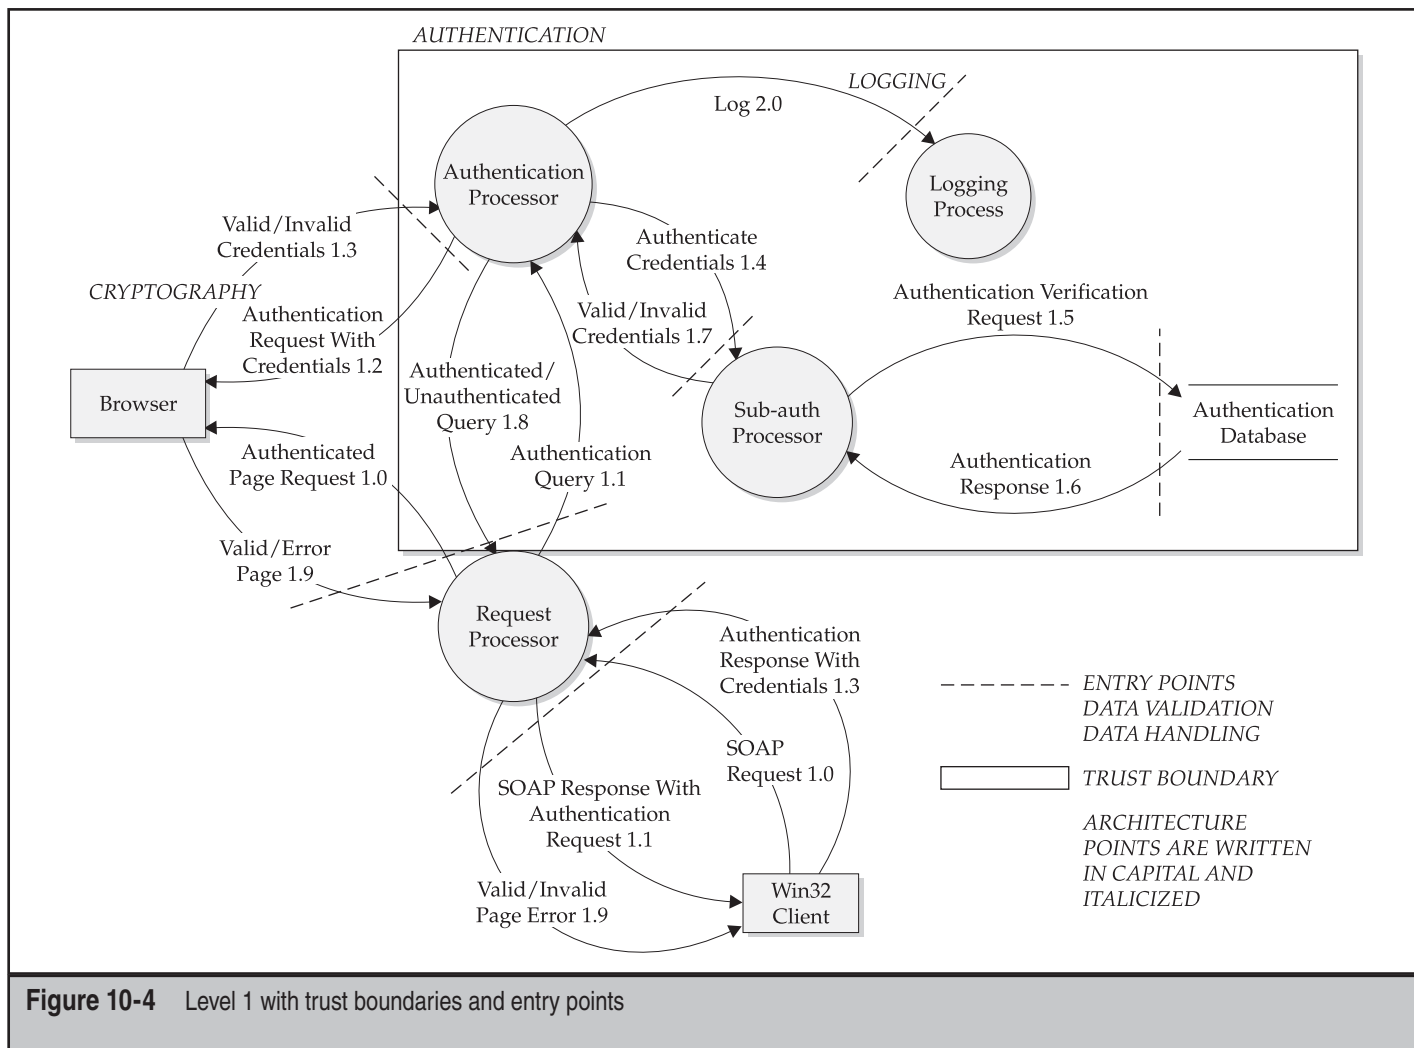 AUTHENTICATION
LOGGING
Log 2.0
Authentication
Processor
Logging
Process
Valid/Invalid
Credentials 1.3
Authenticate
Credentials 1.4
CRYPTOGRAPHY
Authentication
Request With
Credentials 1.2
Valid/Invalid
Credentials 1.7
Authentication Verification
Request 1.5
Browser
Authenticated/
Unauthenticated
Query 1.8
Sub-auth
Processor
Authentication
Database
Authenticated
Page Request 1.0
Authentication
Query 1.1
Authentication
Response 1.6
Valid/Error
Page 1.9
Request
Processor
Authentication
Response With
Credentials 1.3
SOAP
Request 1.0
SOAP Response With
Authentication
Request 1.1
Valid/Invalid
Page Error 1.9
Win32
Client
ENTRY POINTS
DATA VALIDATION
DATA HANDLING
TRUST BOUNDARY
ARCHITECTURE
POINTS ARE WRITTEN
IN CAPITAL AND
ITALICIZED
Figure 10-4 Level 1 with trust boundaries and entry points